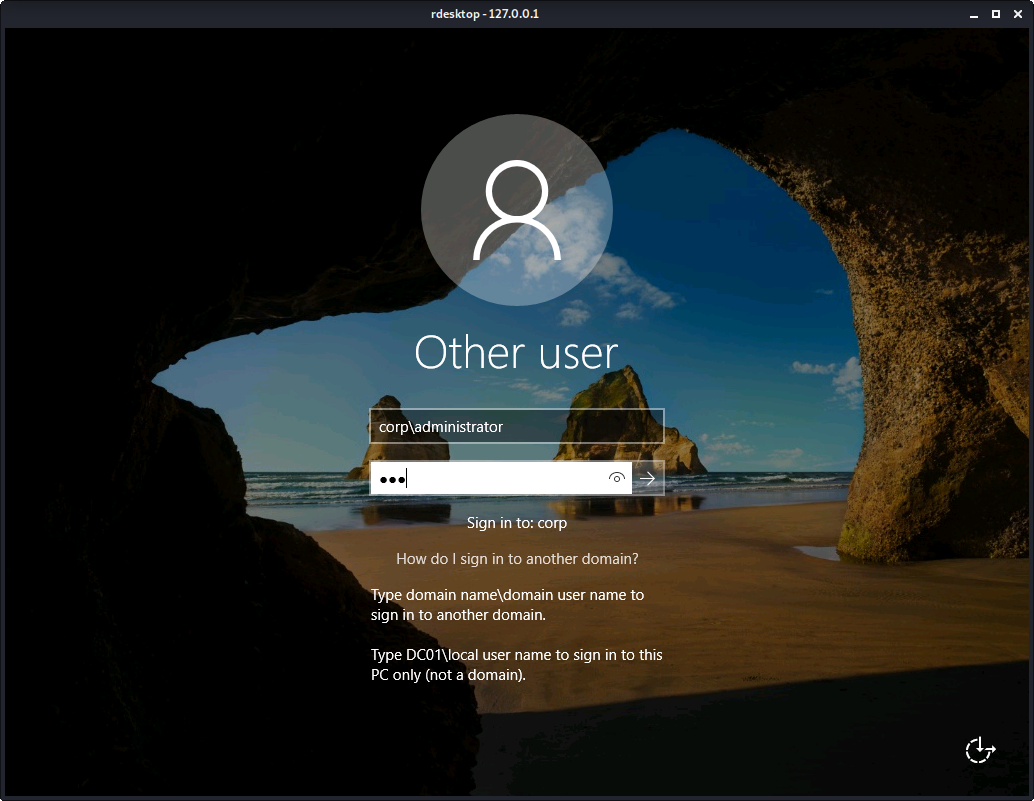 rdesktop - 127.0.0.1
Other user
corp\administrator
●●●
Sign in to: corp
How do I sign in to another domain?
Type domain name\domain user name to
sign in to another domain.
Type DC01\local user name to sign in to this
PC only (not a domain).